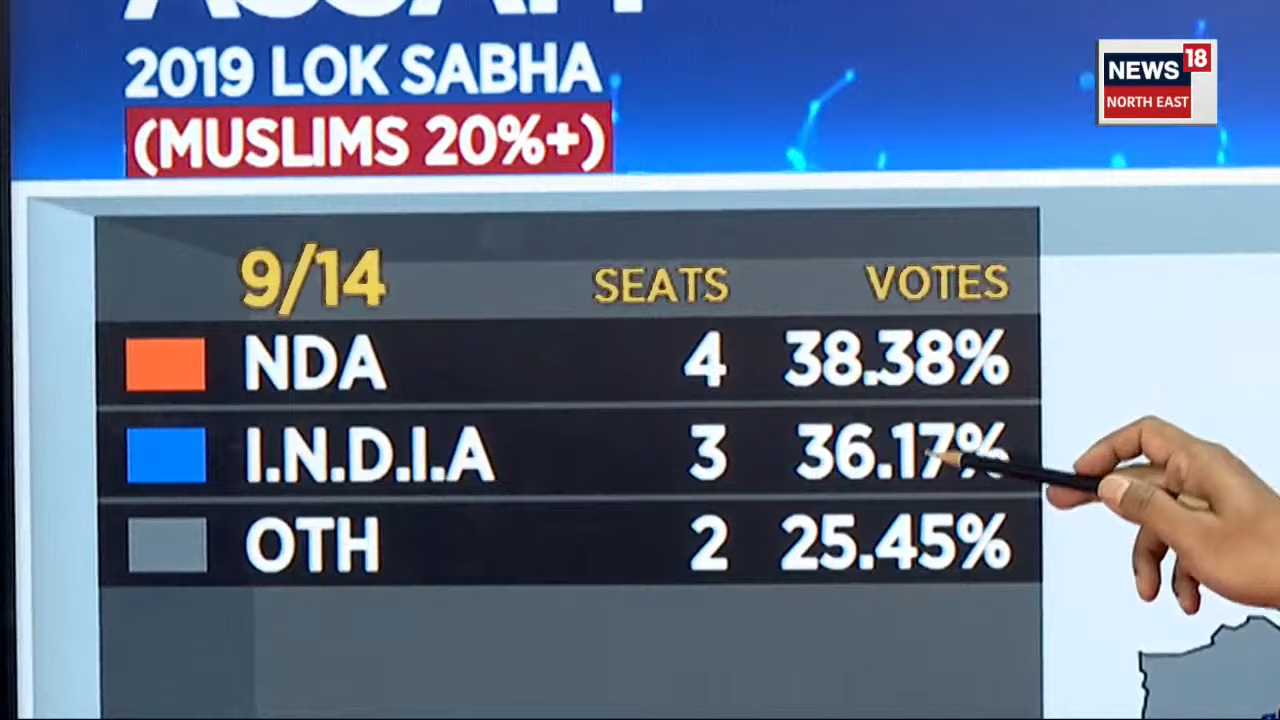 ASSAM
2019 LOK SABHA
(MUSLIMS 20%+)
NEWS 18
NORTH EAST
9/14 SEATS VOTES
NDA 4 38.38%
I.N.D.I.A 3 36.17%
OTH 2 25.45%